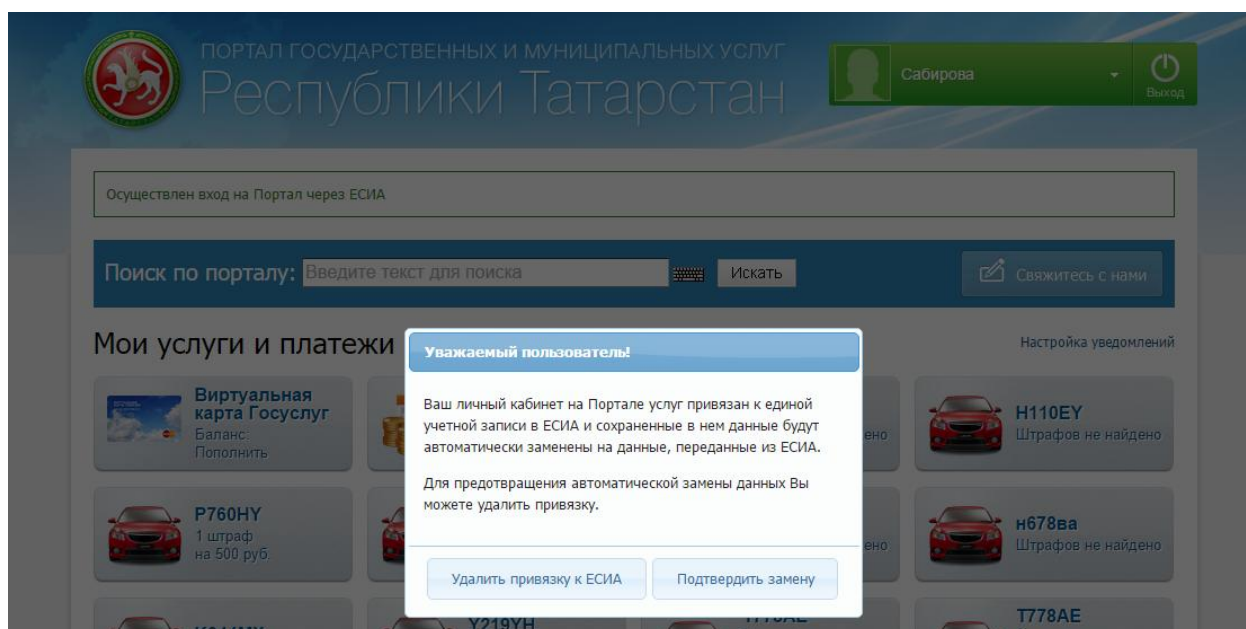 ПОРТАЛ ГОСУДАРСТВЕННЫХ И МУНИЦИПАЛЬНЫХ УСЛУГ
Республики Татарстан
Сабирова
Выход
Осуществлен вход на Портал через ЕСИА
Поиск по порталу: Введите текст для поиска Искать
Свяжитесь с нами
Мои услуги и платежи
Настройка уведомлений
Виртуальная
карта Госуслуг
Баланс:
Пополнить
Н110ЕУ
Штрафов не найдено
Р760НУ
1 штраф
на 500 руб.
н678ва
Штрафов не найдено
Уважаемый пользователь!
Ваш личный кабинет на Портале услуг привязан к единой
учетной записи в ЕСИА и сохраненные в нем данные будут
автоматически заменены на данные, переданные из ЕСИА.
Для предотвращения автоматической замены данных Вы
можете удалить привязку.
Удалить привязку к ЕСИА
Подтвердить замену
У219УН
Т778АЕ